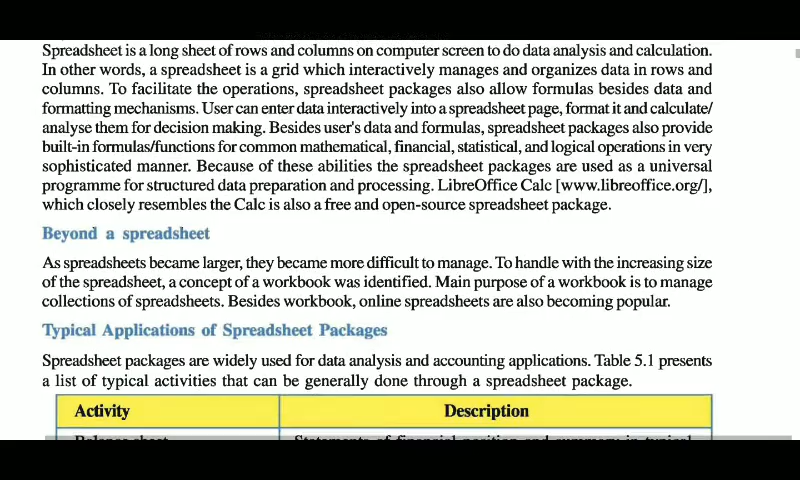 Spreadsheet is a long sheet of rows and columns on computer screen to do data analysis and calculation.
In other words, a spreadsheet is a grid which interactively manages and organizes data in rows and
columns. To facilitate the operations, spreadsheet packages also allow formulas besides data and
formatting mechanisms. User can enter data interactively into a spreadsheet page, format it and calculate/
analyse them for decision making. Besides user's data and formulas, spreadsheet packages also provide
built-in formulas/functions for common mathematical, financial, statistical, and logical operations in very
sophisticated manner. Because of these abilities the spreadsheet packages are used as a universal
programme for structured data preparation and processing. LibreOffice Calc [www.libreoffice.org/],
which closely resembles the Calc is also a free and open-source spreadsheet package.
Beyond a spreadsheet
As spreadsheets became larger, they became more difficult to manage. To handle with the increasing size
of the spreadsheet, a concept of a workbook was identified. Main purpose of a workbook is to manage
collections of spreadsheets. Besides workbook, online spreadsheets are also becoming popular.
Typical Applications of Spreadsheet Packages
Spreadsheet packages are widely used for data analysis and accounting applications. Table 5.1 presents
a list of typical activities that can be generally done through a spreadsheet package.
Activity Description
Balance sheet Statements of financial position and summary in typical